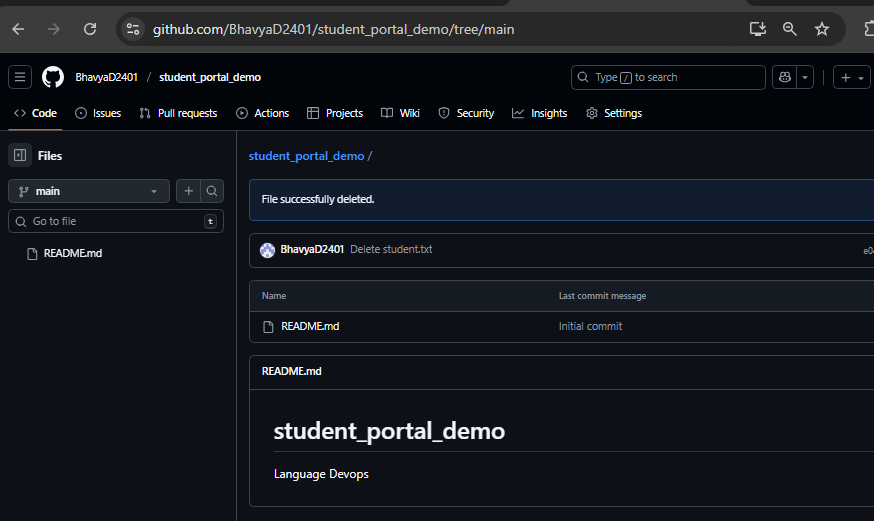 github.com/BhavyaD2401/student_portal_demo/tree/main
BhavyaD2401 / student_portal_demo
Type / to search
Code Issues Pull requests Actions Projects Wiki Security Insights Settings
Files
student_portal_demo /
main
File successfully deleted.
Go to file t
README.md
BhavyaD2401 Delete student.txt
Name Last commit message
README.md Initial commit
README.md
student_portal_demo
Language Devops